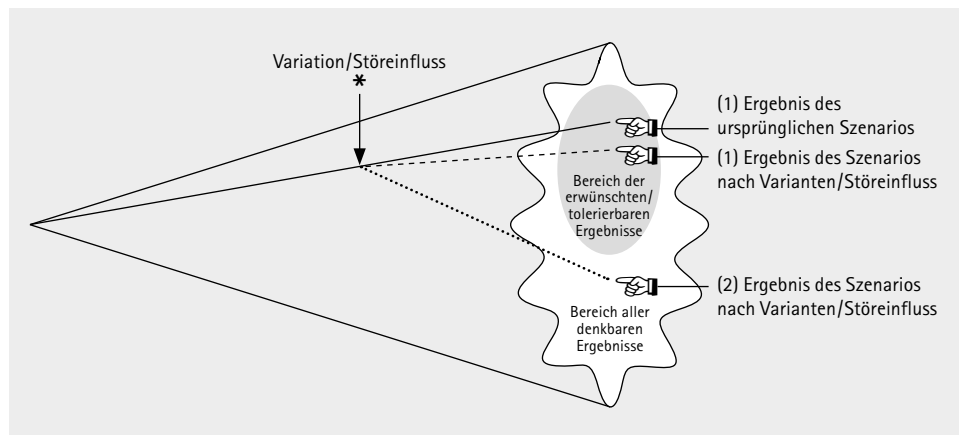 Variation/Störeinfluss
*
(1) Ergebnis des
ursprünglichen Szenarios
(1) Ergebnis des Szenarios
nach Varianten/Störeinfluss
Bereich der
erwünschten/
tolerierbaren
Ergebnisse
(2) Ergebnis des Szenarios
nach Varianten/Störeinfluss
Bereich aller
denkbaren
Ergebnisse